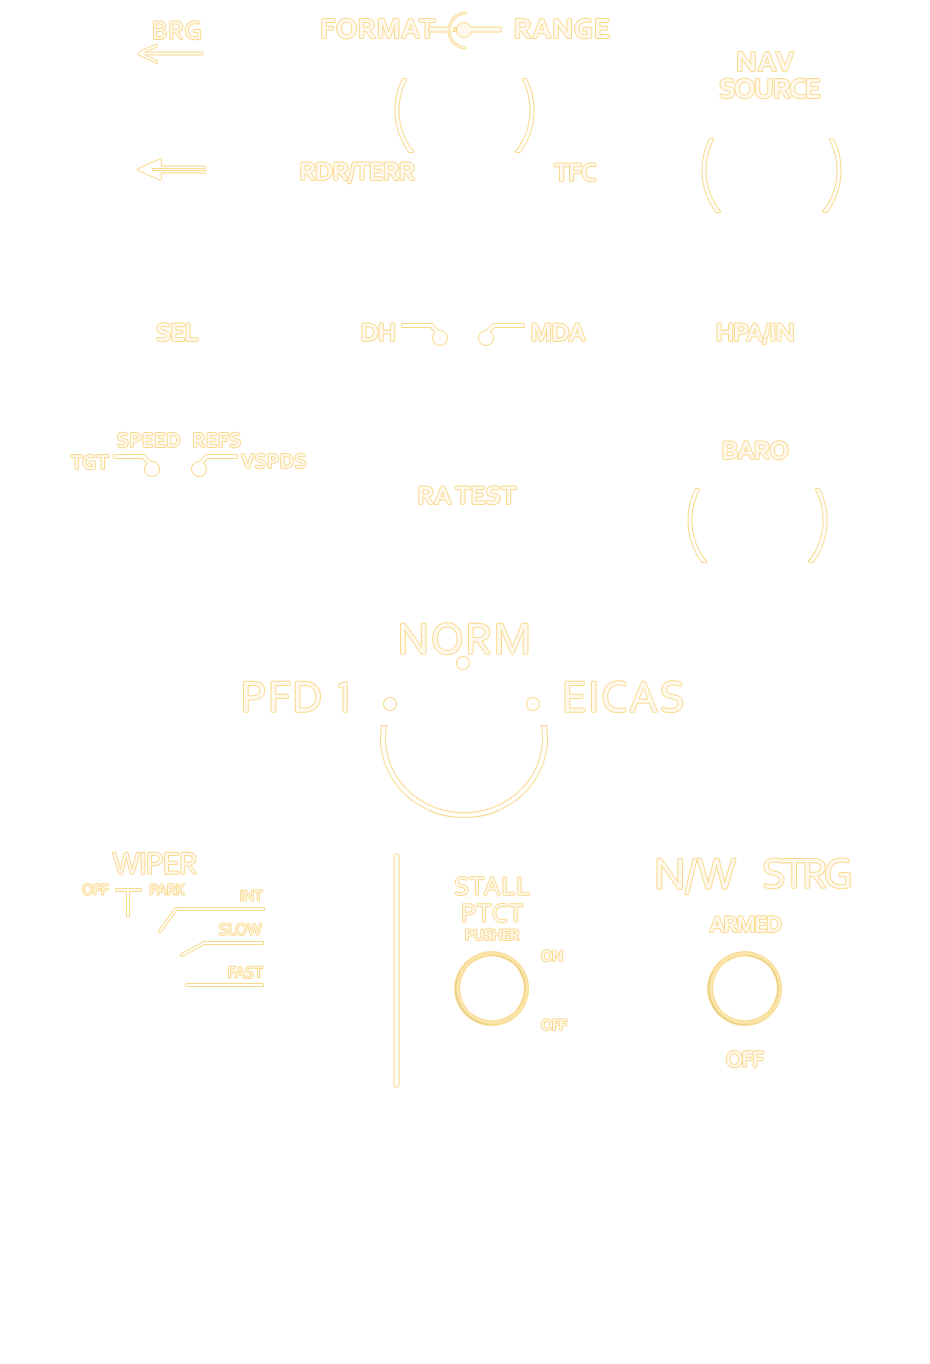 BRG
FORMAT RANGE
NAV
SOURCE
RDR/TERR TFC
SEL
DH MDA
HPA/IN
SPEED REFS
TGT VSPDS
BARO
RA TEST
NORM
PFD 1 EICAS
WIPER
OFF PARK
INT
SLOW
FAST
STALL
PTCT
PUSHER
ON
OFF
N/W STRG
ARMED
OFF